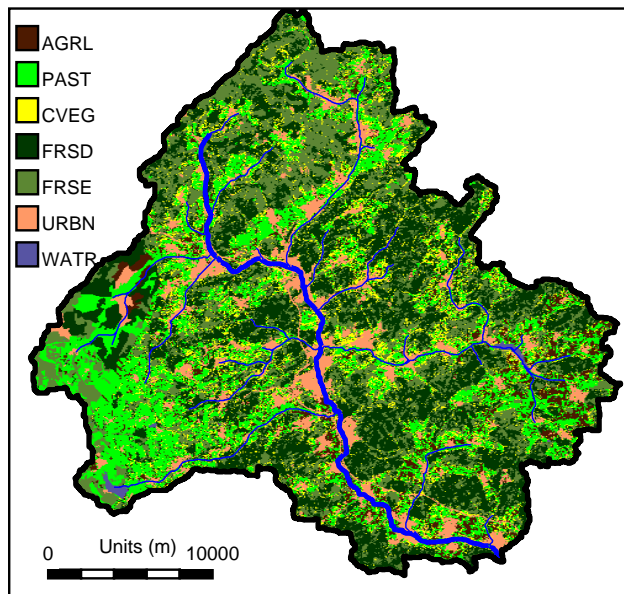 AGRL
PAST
CVEG
FRSD
FRSE
URBN
WATR
Units (m)
0 10000